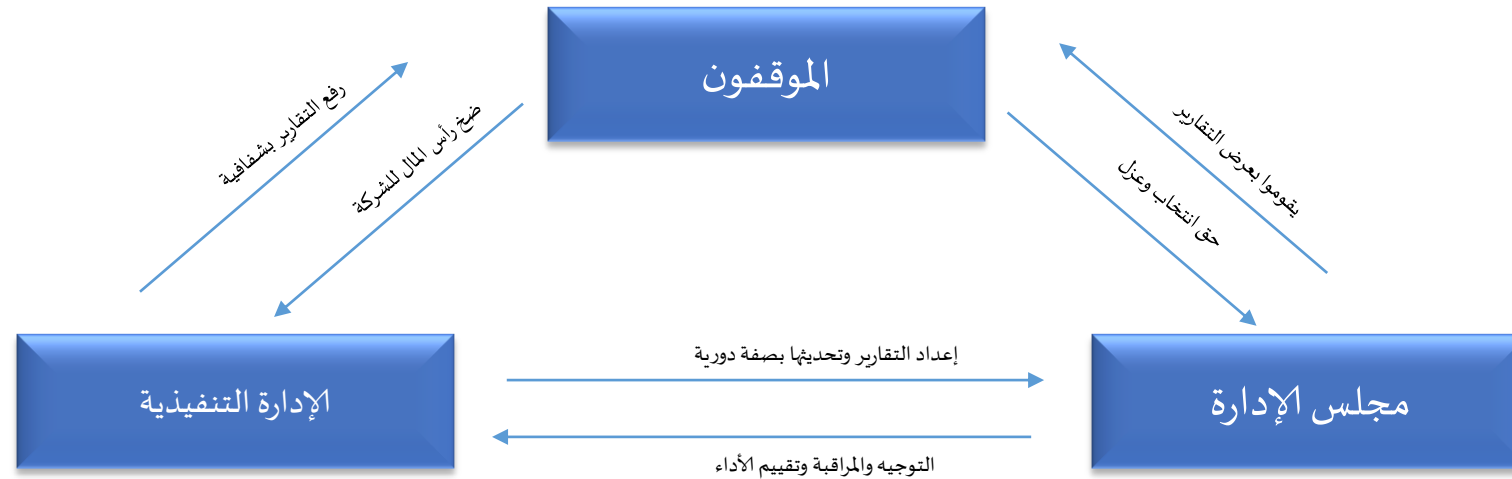 الموقفون
يقوموا بعرض التقارير
حق انتخاب وعزل
ضخ رأس المال للشركة
رفع التقارير بشفافية
مجلس الإدارة
إعداد التقارير وتحديثها بصفة دورية
التوجيه والمراقبة وتقييم الأداء
الإدارة التنفيذية